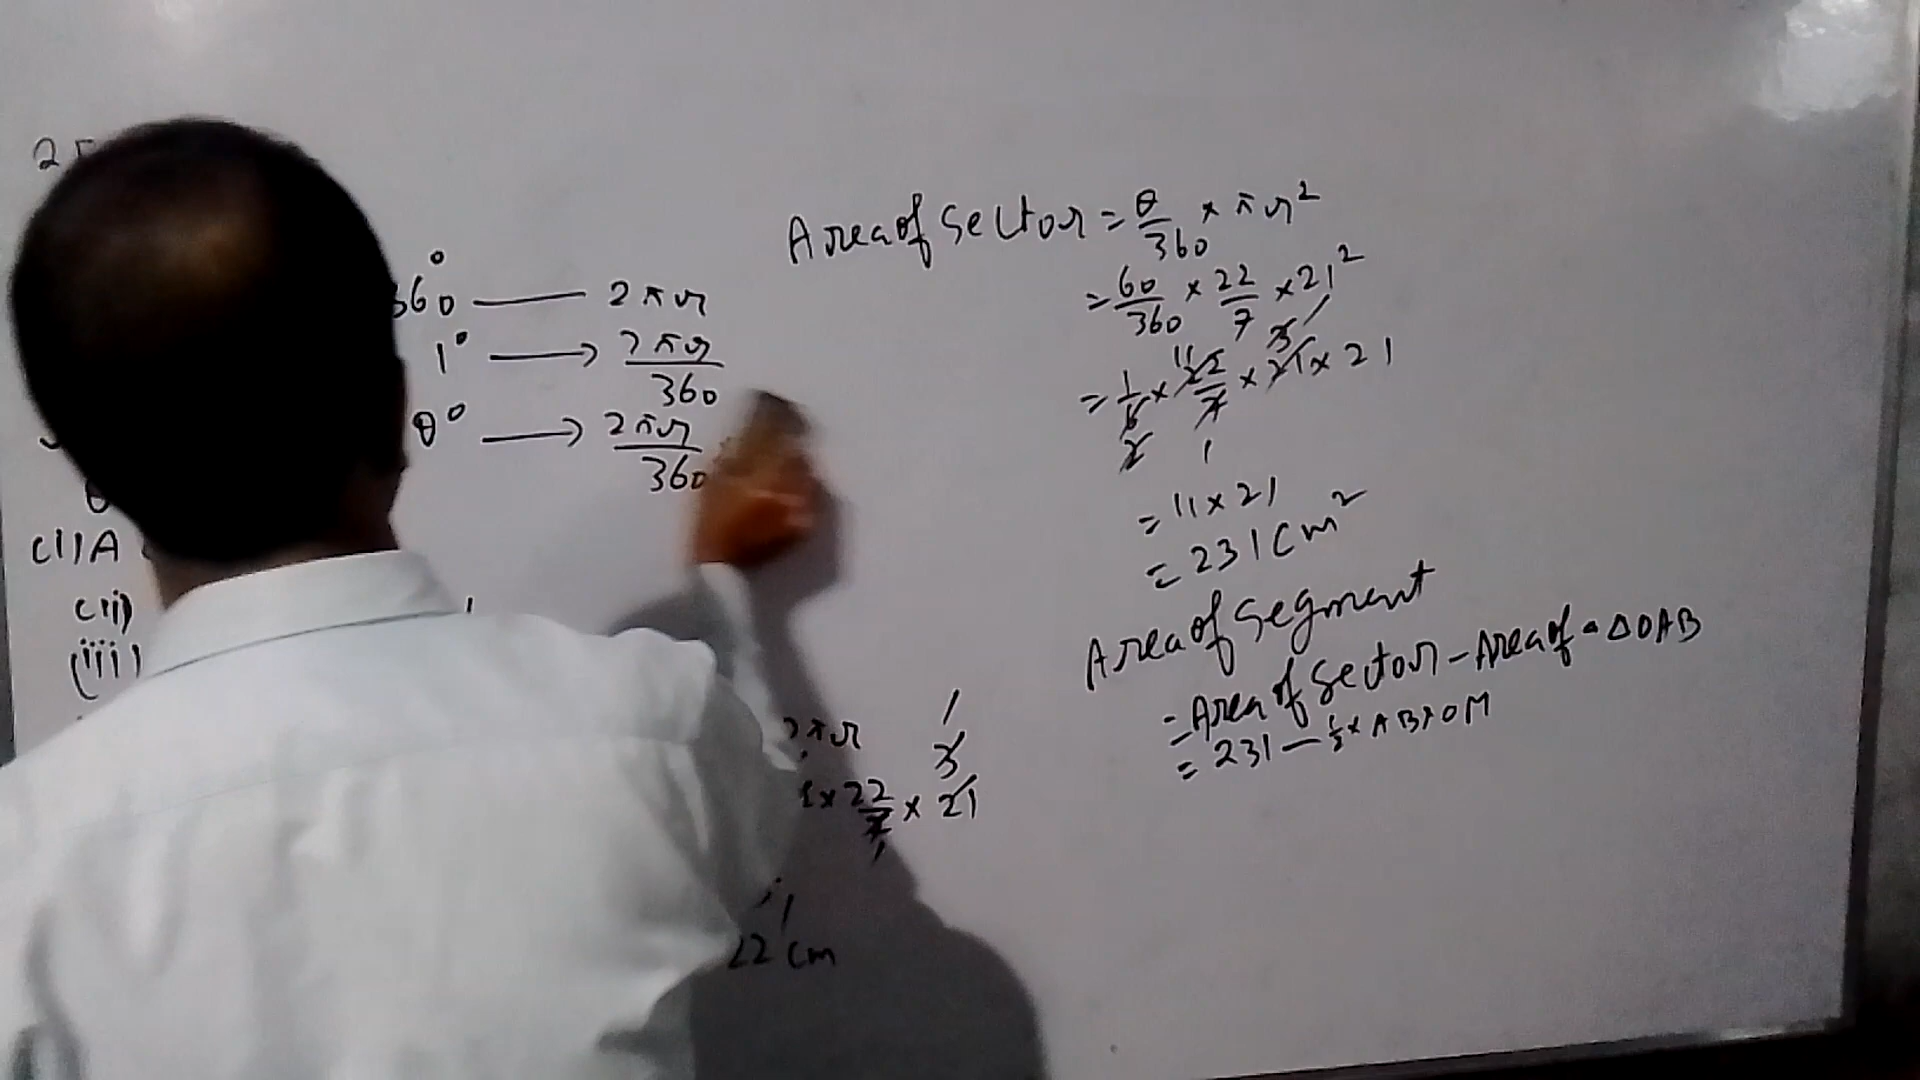 360° — 2πr
1° → 2πr/360
θ° → 2πr/360
(i) A
(ii)
(iii)
2πr
× 22/7 × 21
22 cm
Area of Sector = θ/360 × πr²
= 60/360 × 22/7 × 21²
= 1/6 × 22/7 × 21 × 21
= 11 × 21
= 231 cm²
Area of Segment
= Area of Sector - Area of ΔOAB
= 231 - 1/2 × AB × OM